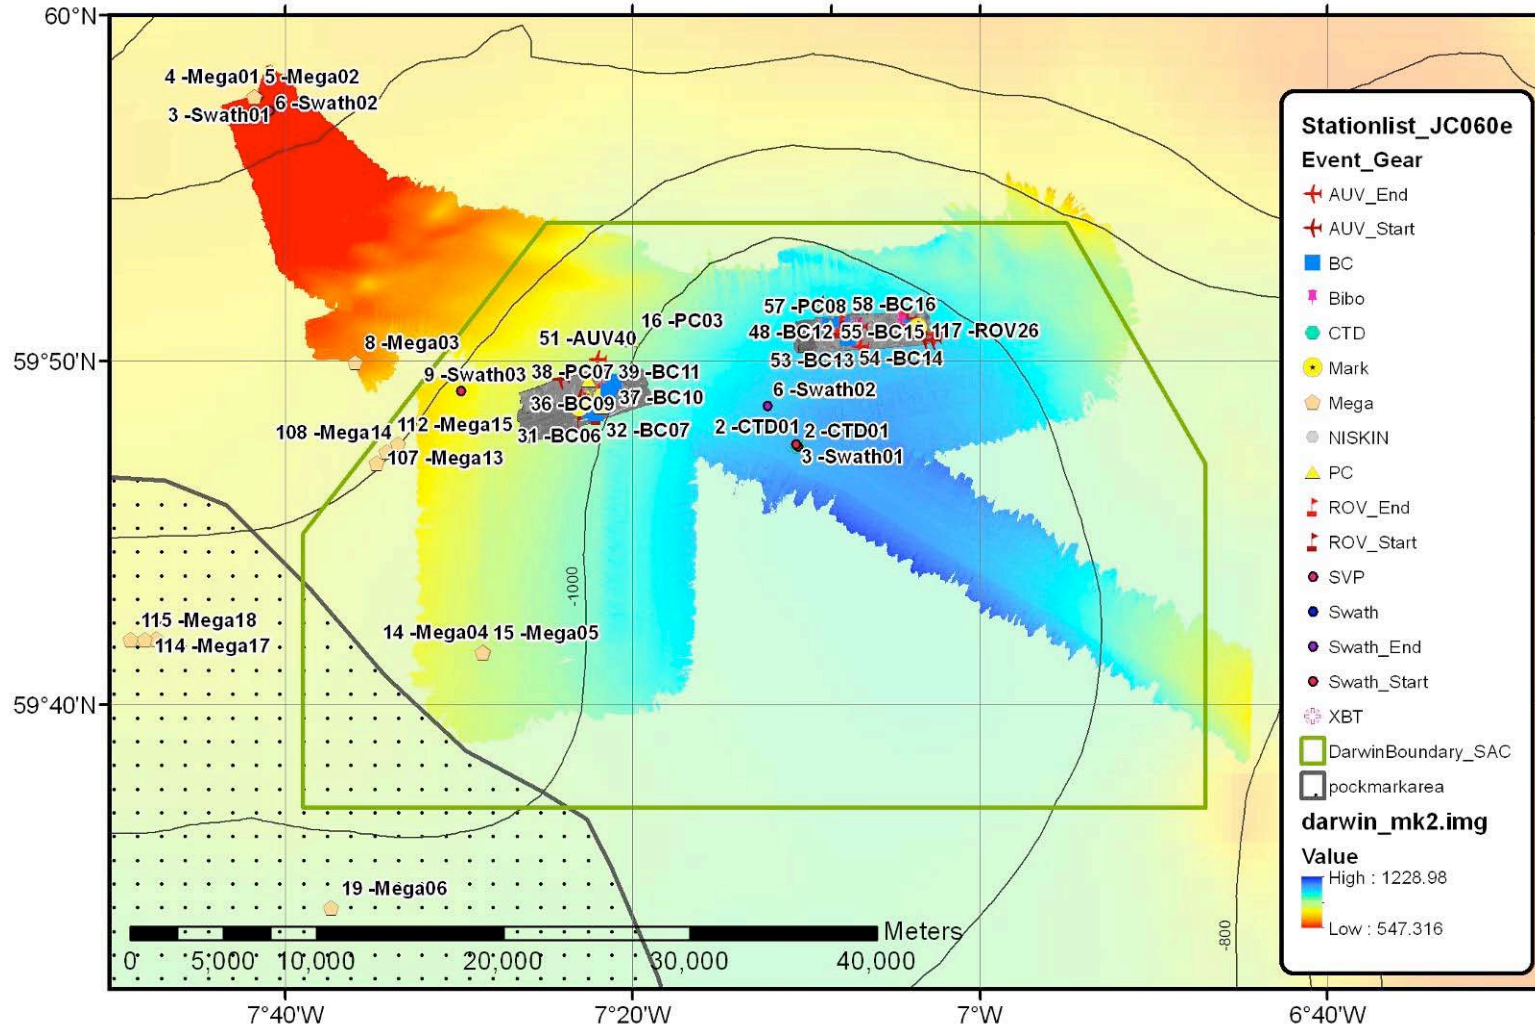 60°N
4 -Mega01 5 -Mega02
3 -Swath01 6 -Swath02
8 -Mega03
9 -Swath03
51 -AUV40
16 -PC03
38 -PC07 39 -BC11
36 -BC09 37 -BC10
31 -BC06 32 -BC07
57 -PC08 58 -BC16
48 -BC12 55 -BC15 117 -ROV26
53 -BC13 54 -BC14
6 -Swath02
2 -CTD01 2 -CTD01
3 -Swath01
59°50'N
108 -Mega14 112 -Mega15
107 -Mega13
-1000
115 -Mega18
114 -Mega17
14 -Mega04 15 -Mega05
59°40'N
19 -Mega06
-800
Meters
0 5,000 10,000 20,000 30,000 40,000
7°40'W 7°20'W 7°W 6°40'W
Stationlist_JC060e
Event_Gear
AUV_End
AUV_Start
BC
Bibo
CTD
Mark
Mega
NISKIN
PC
ROV_End
ROV_Start
SVP
Swath
Swath_End
Swath_Start
XBT
DarwinBoundary_SAC
pockmarkarea
darwin_mk2.img
Value
High : 1228.98
Low : 547.316